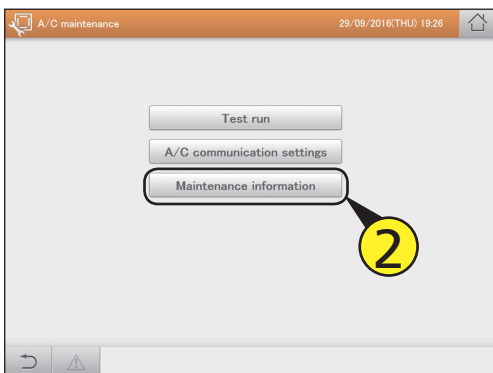 A/C maintenance 29/09/2016(THU) 19:26
Test run
A/C communication settings
Maintenance information
2